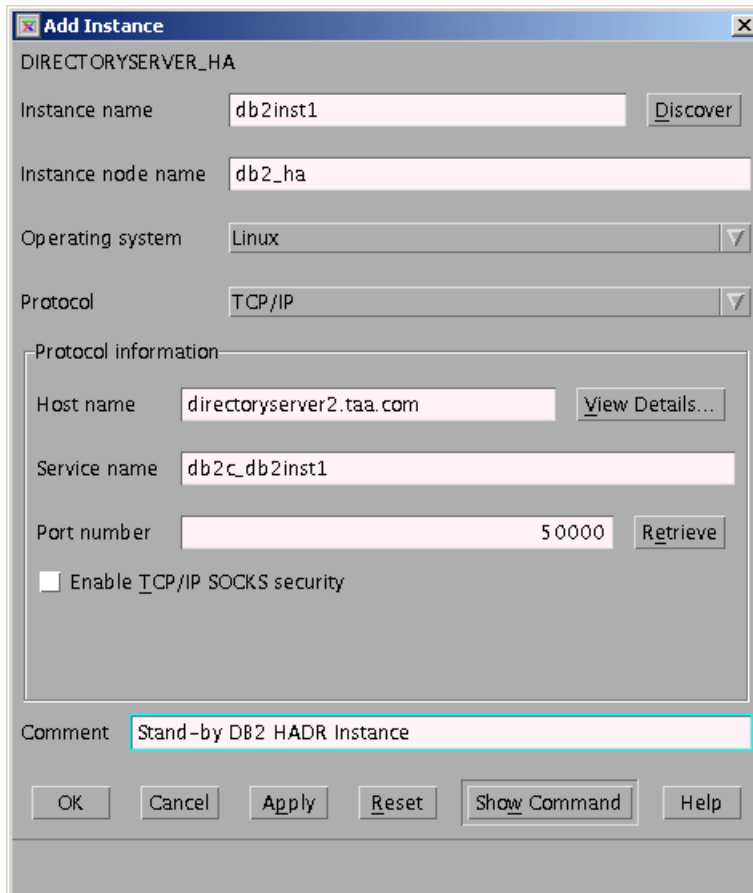 Add Instance
DIRECTORYSERVER_HA
Instance name db2inst1 Discover
Instance node name db2_ha
Operating system Linux
Protocol TCP/IP
Protocol information
Host name directoryserver2.taa.com View Details...
Service name db2c_db2inst1
Port number 50000 Retrieve
Enable TCP/IP SOCKS security
Comment Stand-by DB2 HADR Instance
OK Cancel Apply Reset Show Command Help